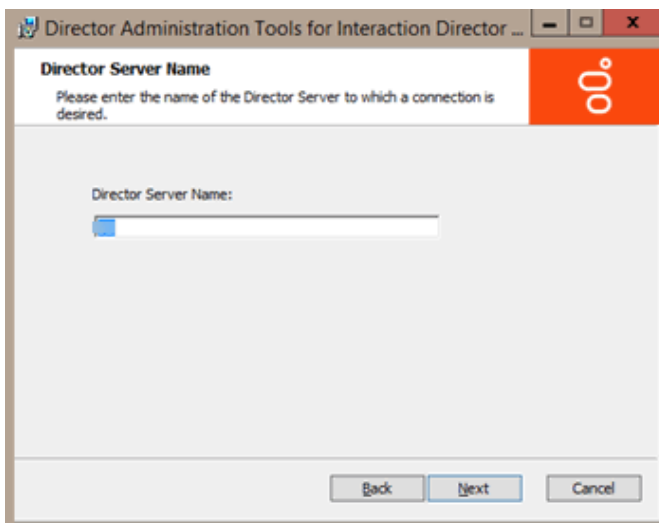 Director Administration Tools for Interaction Director ...
Director Server Name
Please enter the name of the Director Server to which a connection is
desired.
Director Server Name:
Back Next Cancel